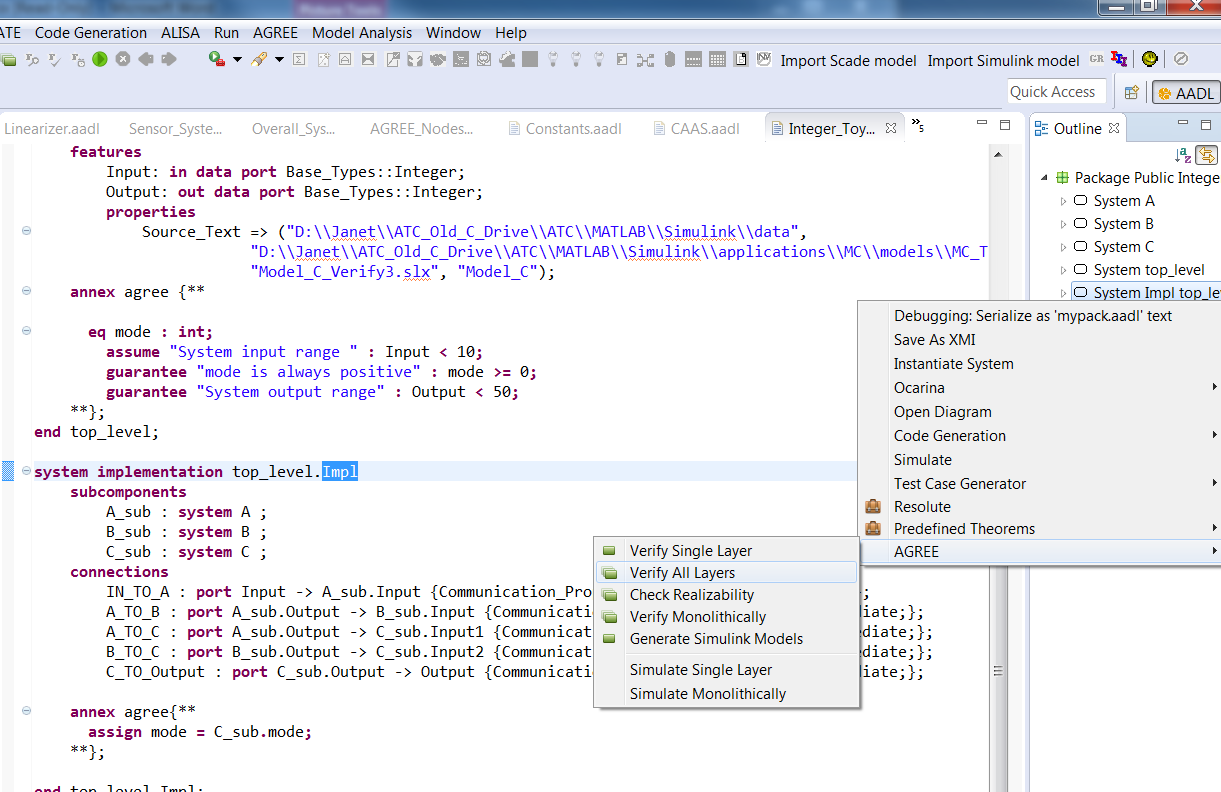 ATE Code Generation ALISA Run AGREE Model Analysis Window Help
Import Scade model Import Simulink model GR
Quick Access AADL
Linearizer.aadl Sensor_Syste... Overall_Sys... AGREE_Nodes... Constants.aadl CAAS.aadl Integer_Toy... »5
features
Input: in data port Base_Types::Integer;
Output: out data port Base_Types::Integer;
properties
Source_Text => ("D:\\Janet\\ATC_Old_C_Drive\\ATC\\MATLAB\\Simulink\\data",
"D:\\Janet\\ATC_Old_C_Drive\\ATC\\MATLAB\\Simulink\\applications\\MC\\models\\MC_T
"Model_C_Verify3.slx", "Model_C");
annex agree {**
eq mode : int;
assume "System input range " : Input < 10;
guarantee "mode is always positive" : mode >= 0;
guarantee "System output range" : Output < 50;
**};
end top_level;
system implementation top_level.Impl
subcomponents
A_sub : system A ;
B_sub : system B ;
C_sub : system C ;
connections
IN_TO_A : port Input -> A_sub.Input {Communication_Pro ;
A_TO_B : port A_sub.Output -> B_sub.Input {Communication diate;};
A_TO_C : port A_sub.Output -> C_sub.Input1 {Communicat ediate;};
B_TO_C : port B_sub.Output -> C_sub.Input2 {Communicat ediate;};
C_TO_Output : port C_sub.Output -> Output {Communicatio diate;};
annex agree{**
assign mode = C_sub.mode;
**};
end top_level.Impl;
Outline
Package Public Intege
System A
System B
System C
System top_level
System Impl top_le
Debugging: Serialize as 'mypack.aadl' text
Save As XMI
Instantiate System
Ocarina
Open Diagram
Code Generation
Simulate
Test Case Generator
Resolute
Predefined Theorems
AGREE
Verify Single Layer
Verify All Layers
Check Realizability
Verify Monolithically
Generate Simulink Models
Simulate Single Layer
Simulate Monolithically